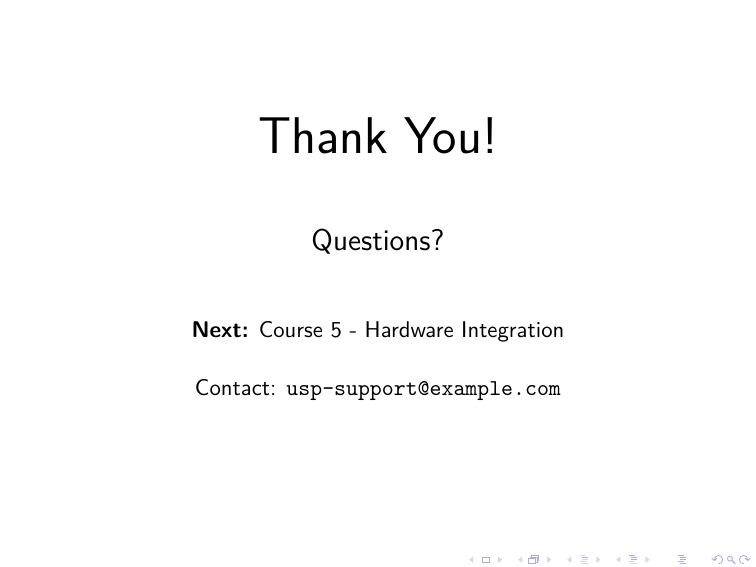 Thank You!
Questions?
Next: Course 5 - Hardware Integration
Contact: usp-support@example.com